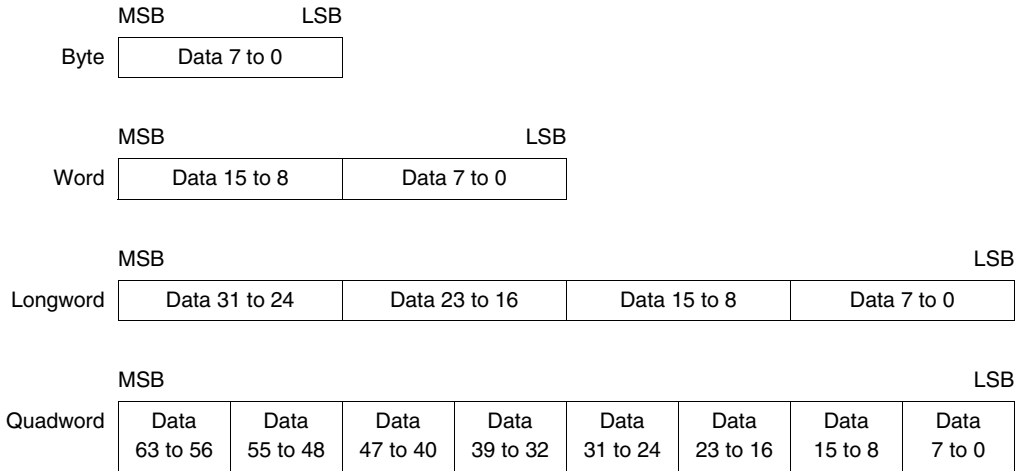 MSB LSB
Byte Data 7 to 0
MSB LSB
Word Data 15 to 8 Data 7 to 0
MSB LSB
Longword Data 31 to 24 Data 23 to 16 Data 15 to 8 Data 7 to 0
MSB LSB
Quadword Data Data Data Data Data Data Data Data
63 to 56 55 to 48 47 to 40 39 to 32 31 to 24 23 to 16 15 to 8 7 to 0